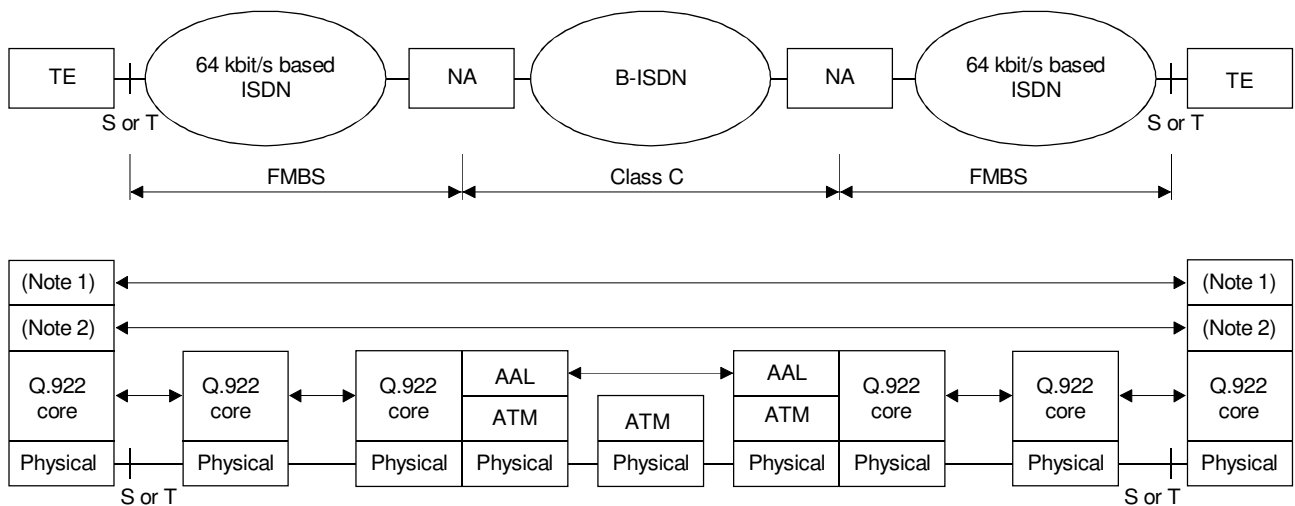 TE
64 kbit/s based
ISDN
NA
B-ISDN
NA
64 kbit/s based
ISDN
TE
S or T
S or T
FMBS
Class C
FMBS
(Note 1)
(Note 1)
(Note 2)
(Note 2)
Q.922
core
Q.922
core
Q.922
core
AAL
ATM
ATM
AAL
ATM
Q.922
core
Q.922
core
Q.922
core
Physical
Physical
Physical
Physical
Physical
Physical
Physical
Physical
Physical
S or T
S or T